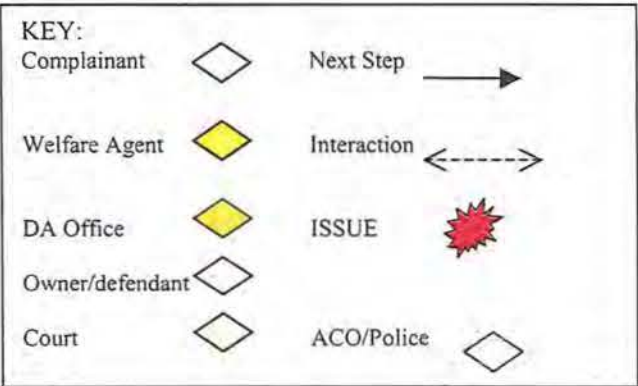 KEY:
Complainant Next Step
Welfare Agent Interaction
DA Office ISSUE
Owner/defendant
Court ACO/Police